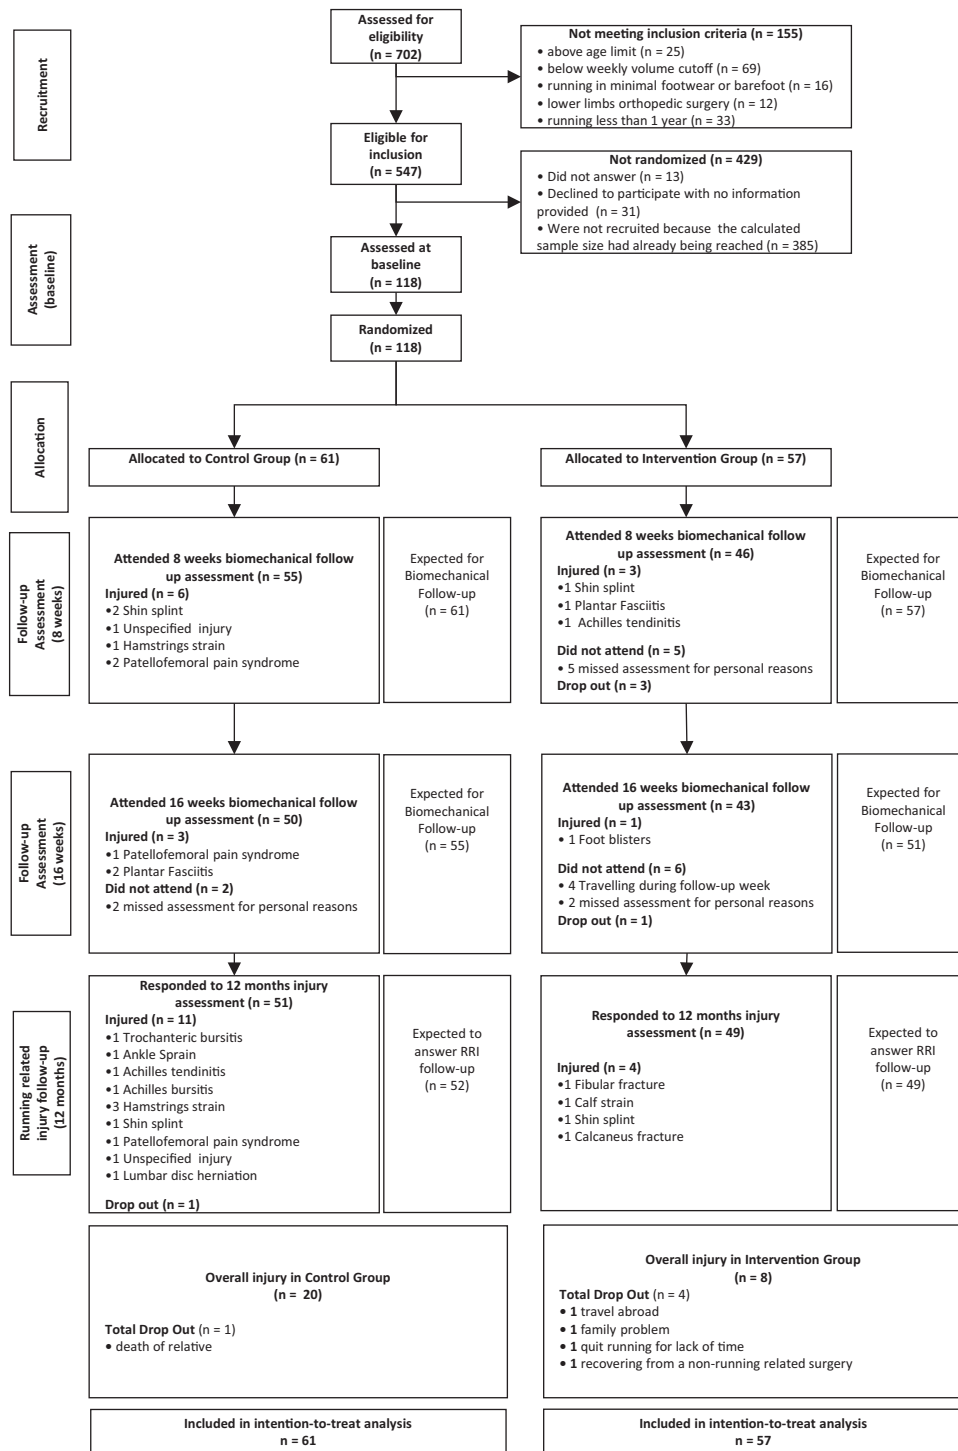 Recruitment
Assessed for
eligibility
(n = 702)
Not meeting inclusion criteria (n = 155)
• above age limit (n = 25)
• below weekly volume cutoff (n = 69)
• running in minimal footwear or barefoot (n = 16)
• lower limbs orthopedic surgery (n = 12)
• running less than 1 year (n = 33)
Eligible for
inclusion
(n = 547)
Not randomized (n = 429)
• Did not answer (n = 13)
• Declined to participate with no information
provided (n = 31)
• Were not recruited because the calculated
sample size had already being reached (n = 385)
Assessment
(baseline)
Assessed at
baseline
(n = 118)
Randomized
(n = 118)
Allocation
Allocated to Control Group (n = 61)
Allocated to Intervention Group (n = 57)
Follow-up
Assessment
(8 weeks)
Attended 8 weeks biomechanical follow
up assessment (n = 55)
Injured (n = 6)
•2 Shin splint
•1 Unspecified injury
•1 Hamstrings strain
•2 Patellofemoral pain syndrome
Expected for
Biomechanical
Follow-up
(n = 61)
Attended 8 weeks biomechanical follow
up assessment (n = 46)
Injured (n = 3)
•1 Shin splint
•1 Plantar Fasciitis
•1 Achilles tendinitis
Did not attend (n = 5)
• 5 missed assessment for personal reasons
Drop out (n = 3)
Expected for
Biomechanical
Follow-up
(n = 57)
Follow-up
Assessment
(16 weeks)
Attended 16 weeks biomechanical follow
up assessment (n = 50)
Injured (n = 3)
•1 Patellofemoral pain syndrome
•2 Plantar Fasciitis
Did not attend (n = 2)
•2 missed assessment for personal reasons
Expected for
Biomechanical
Follow-up
(n = 55)
Attended 16 weeks biomechanical follow
up assessment (n = 43)
Injured (n = 1)
• 1 Foot blisters
Did not attend (n = 6)
• 4 Travelling during follow-up week
• 2 missed assessment for personal reasons
Drop out (n = 1)
Expected for
Biomechanical
Follow-up
(n = 51)
Running related
injury follow-up
(12 months)
Responded to 12 months injury
assessment (n = 51)
Injured (n = 11)
•1 Trochanteric bursitis
•1 Ankle Sprain
•1 Achilles tendinitis
•1 Achilles bursitis
•3 Hamstrings strain
•1 Shin splint
•1 Patellofemoral pain syndrome
•1 Unspecified injury
•1 Lumbar disc herniation
Drop out (n = 1)
Expected to
answer RRI
follow-up
(n = 52)
Responded to 12 months injury
assessment (n = 49)
Injured (n = 4)
•1 Fibular fracture
•1 Calf strain
•1 Shin splint
•1 Calcaneus fracture
Expected to
answer RRI
follow-up
(n = 49)
Overall injury in Control Group
(n = 20)
Total Drop Out (n = 1)
• death of relative
Overall injury in Intervention Group
(n = 8)
Total Drop Out (n = 4)
• 1 travel abroad
• 1 family problem
• 1 quit running for lack of time
• 1 recovering from a non-running related surgery
Included in intention-to-treat analysis
n = 61
Included in intention-to-treat analysis
n = 57